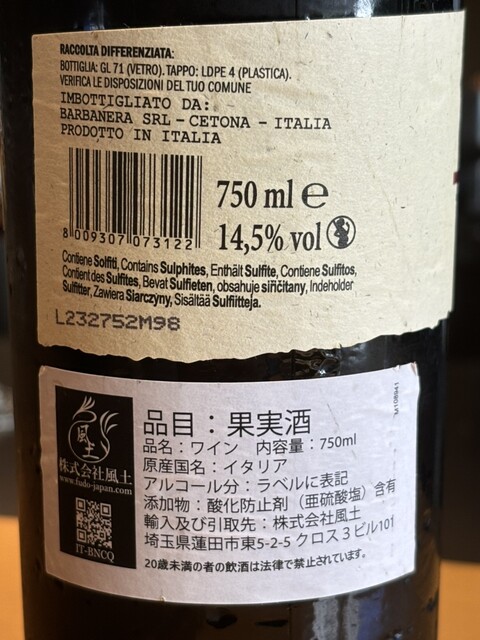 RACCOLTA DIFFERENZIATA:
BOTTIGLIA: GL 71 (VETRO). TAPPO: LDPE 4 (PLASTICA).
VERIFICA LE DISPOSIZIONI DEL TUO COMUNE
IMBOTTIGLIATO DA:
BARBANERA SRL - CETONA - ITALIA
PRODOTTO IN ITALIA
8 009307 073122
750 ml ℮
14,5% vol
Contiene Solfiti, Contains Sulphites, Enthält Sulfite, Contiene Sulfitos,
Contient des Sulfites, Bevat Sulfieten, obsahuje siřičitany, Indeholder
Sulfitter, Zawiera Siarczyny, Sisältää Sulfiitteja.
L232752M98
M108941
風土
株式会社風土
www.fudo-japan.com
IT-BNCQ
品目：果実酒
品名：ワイン 内容量：750ml
原産国名：イタリア
アルコール分：ラベルに表記
添加物：酸化防止剤（亜硫酸塩）含有
輸入及び引取先：株式会社風土
埼玉県蓮田市東5-2-5 クロス３ビル101
20歳未満の者の飲酒は法律で禁止されています。